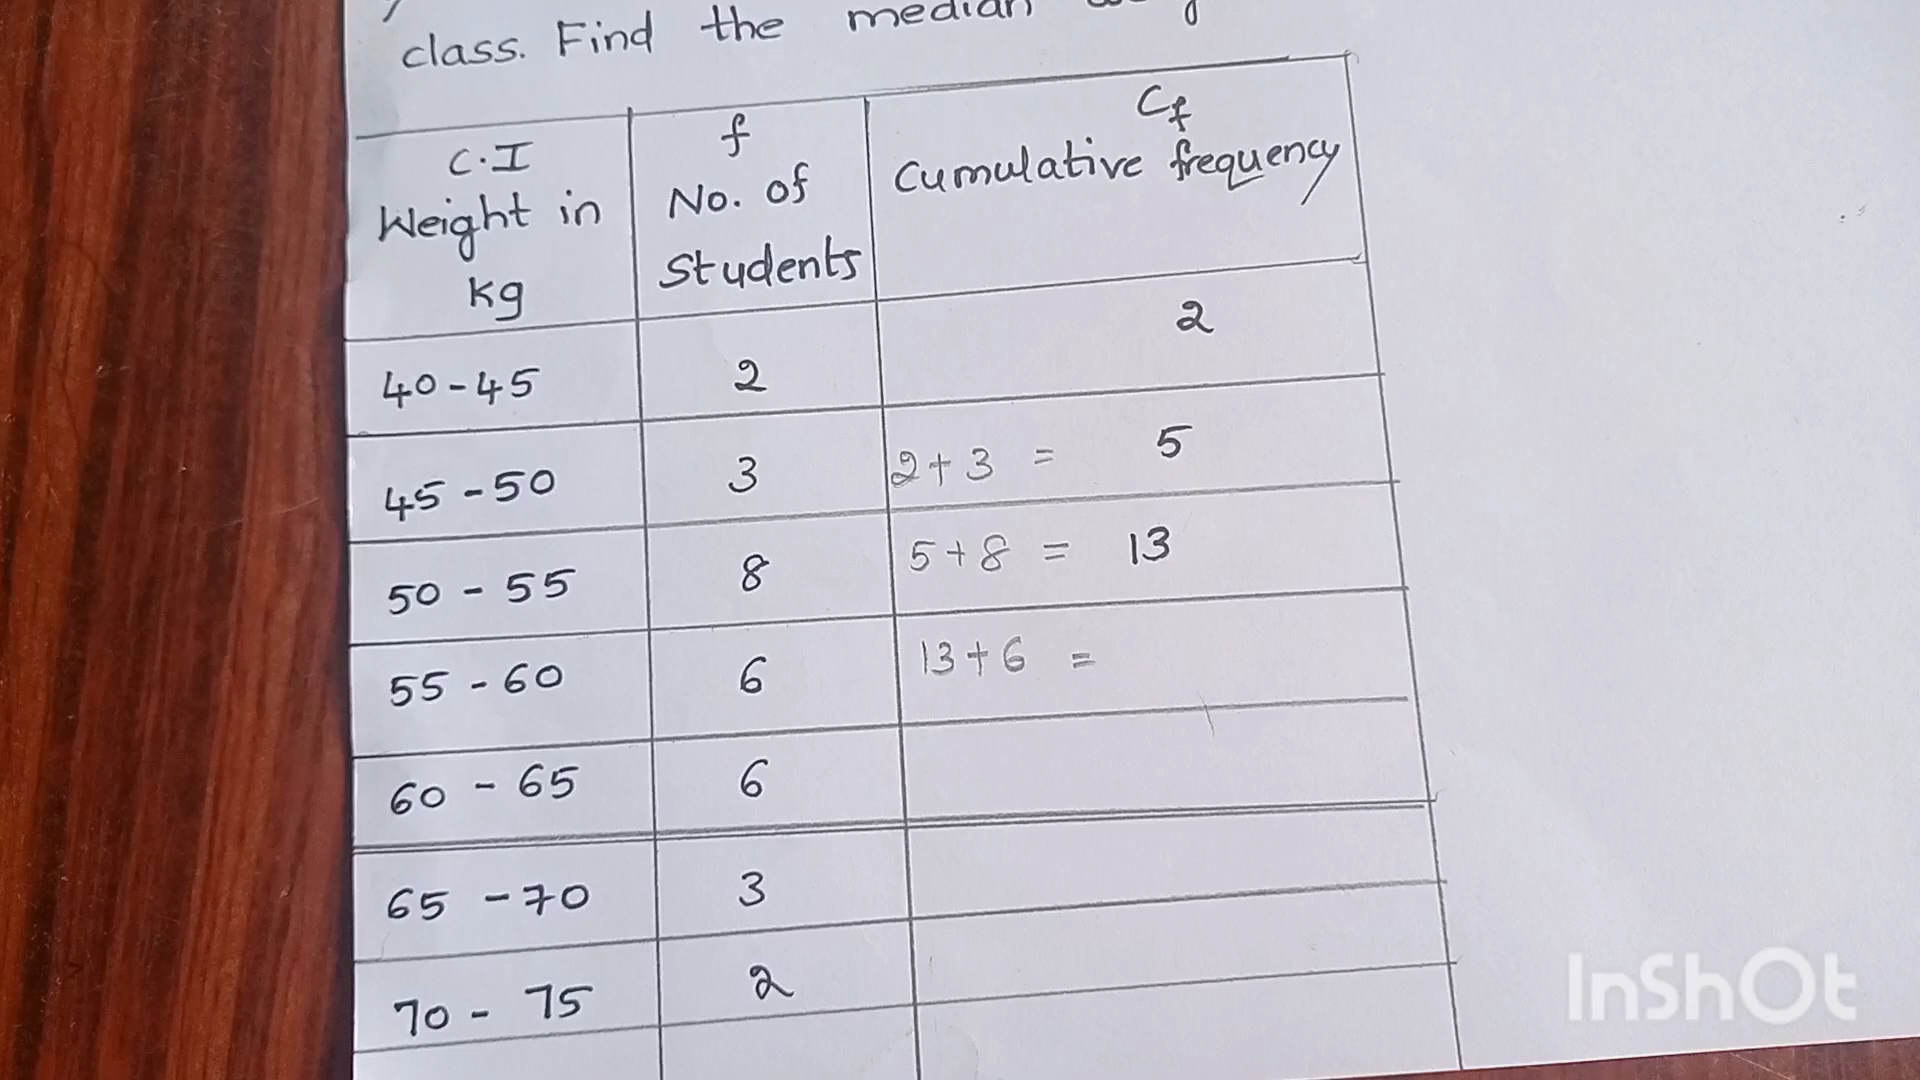 class. Find the median
C.I
Weight in
kg
f
No. of
Students
Cf
Cumulative frequency
40-45 2 2
45-50 3 2+3 = 5
50-55 8 5+8 = 13
55-60 6 13+6 =
60-65 6
65-70 3
70-75 2
InShOt